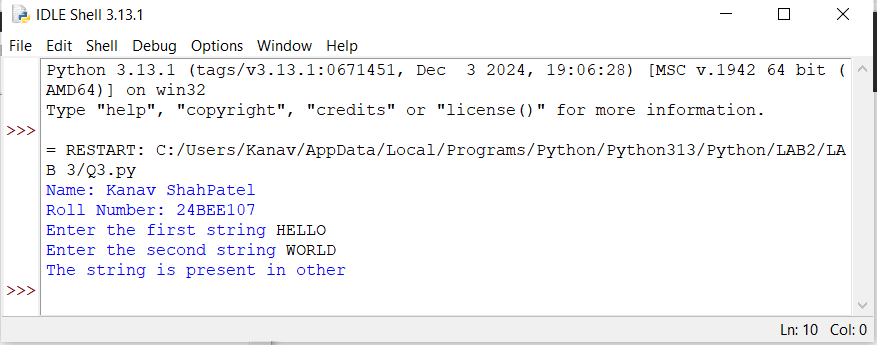 IDLE Shell 3.13.1
File Edit Shell Debug Options Window Help
Python 3.13.1 (tags/v3.13.1:0671451, Dec  3 2024, 19:06:28) [MSC v.1942 64 bit (
AMD64)] on win32
Type "help", "copyright", "credits" or "license()" for more information.
>>>
= RESTART: C:/Users/Kanav/AppData/Local/Programs/Python/Python313/Python/LAB2/LA
B 3/Q3.py
Name: Kanav ShahPatel
Roll Number: 24BEE107
Enter the first string HELLO
Enter the second string WORLD
The string is present in other
>>>
Ln: 10 Col: 0